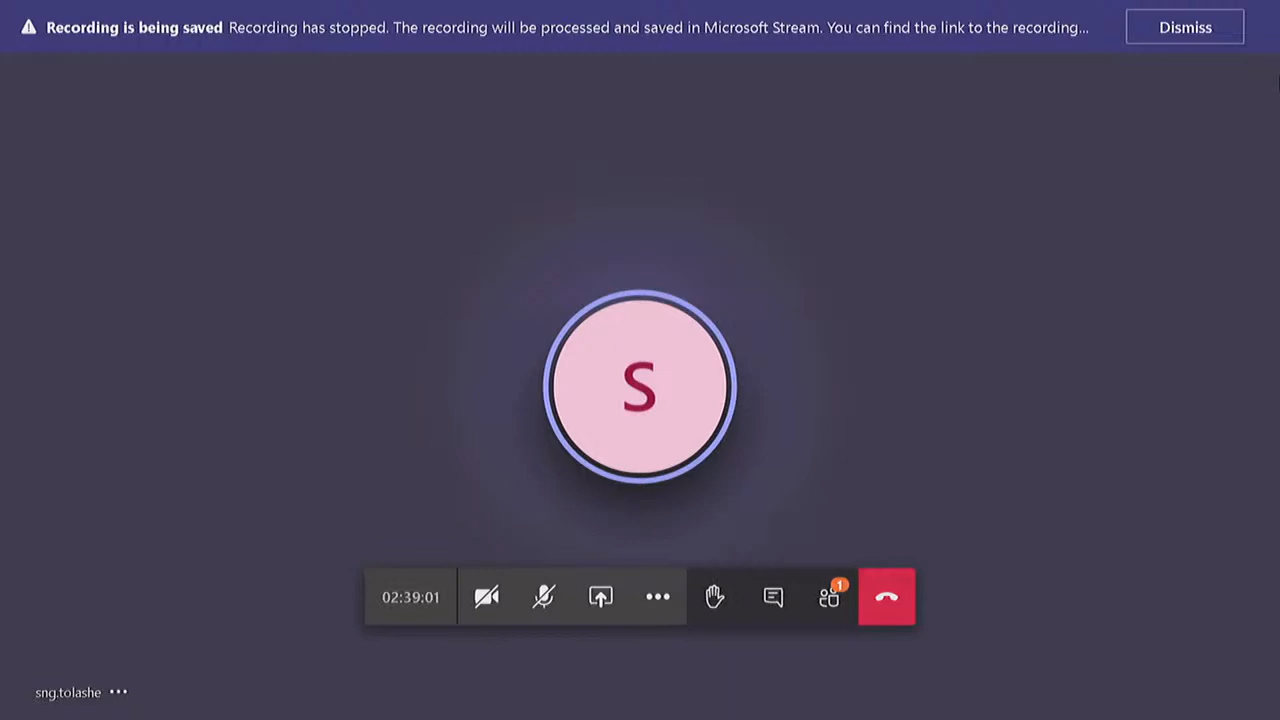 Recording is being saved Recording has stopped. The recording will be processed and saved in Microsoft Stream. You can find the link to the recording...
Dismiss
S
02:39:01
1
sng.tolashe